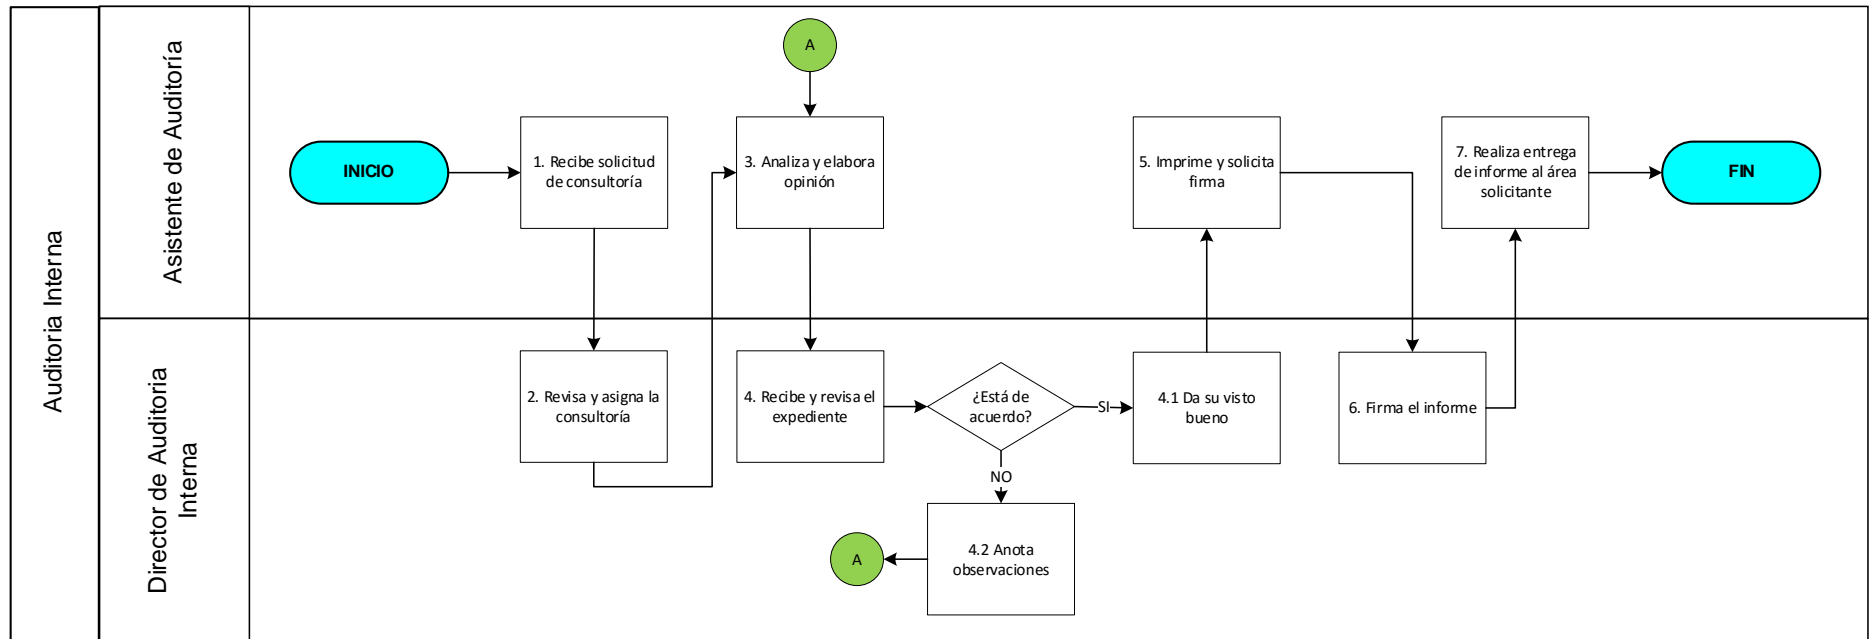 Auditoria Interna
Asistente de Auditoría
INICIO
1. Recibe solicitud
de consultoría
A
3. Analiza y elabora
opinión
5. Imprime y solicita
firma
7. Realiza entrega
de informe al área
solicitante
FIN
Director de Auditoria
Interna
2. Revisa y asigna la
consultoría
4. Recibe y revisa el
expediente
¿Está de
acuerdo?
SI
4.1 Da su visto
bueno
6. Firma el informe
NO
A
4.2 Anota
observaciones